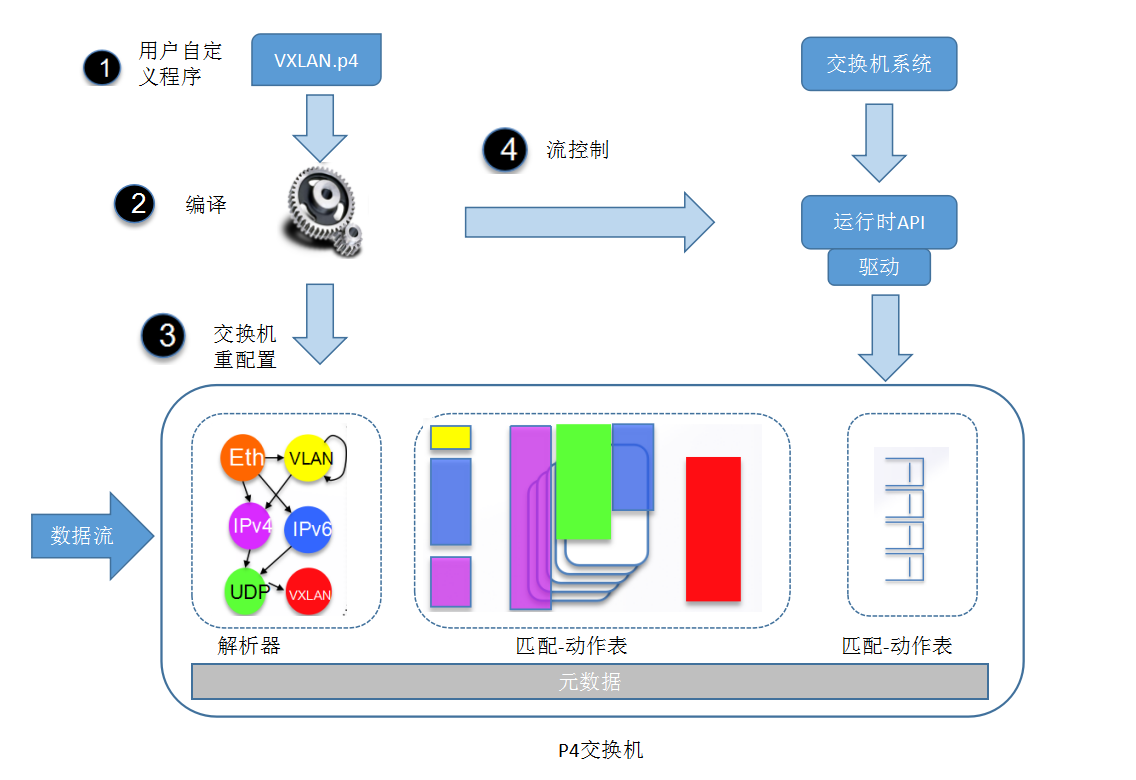 1
用户自定
义程序
VXLAN.p4
交换机系统
4
流控制
2
编译
运行时API
驱动
3
交换机
重配置
数据流
Eth
VLAN
IPv4
IPv6
UDP
VXLAN
解析器
匹配-动作表
匹配-动作表
元数据
P4交换机